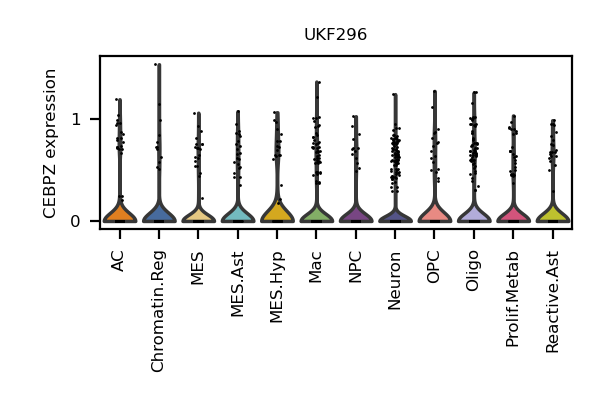 UKF296
CEBPZ expression
1
0
AC
Chromatin.Reg
MES
MES.Ast
MES.Hyp
Mac
NPC
Neuron
OPC
Oligo
Prolif.Metab
Reactive.Ast